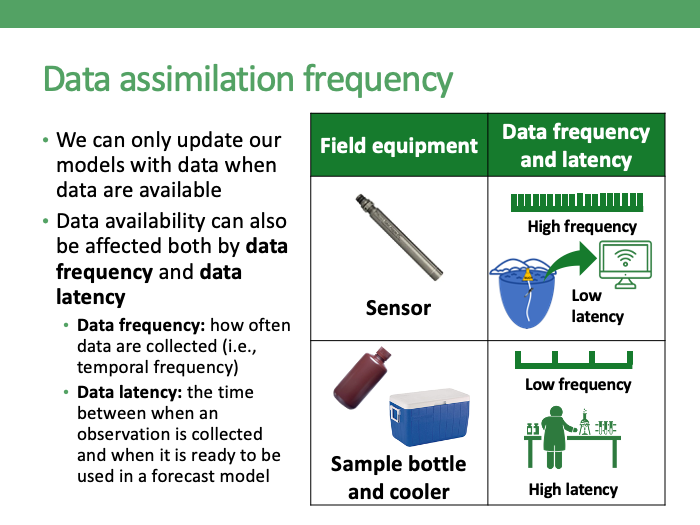 Data assimilation frequency
• We can only update our
models with data when
data are available
• Data availability can also
be affected both by data
frequency and data
latency
• Data frequency: how often
data are collected (i.e.,
temporal frequency)
• Data latency: the time
between when an
observation is collected
and when it is ready to be
used in a forecast model
Field equipment
Data frequency
and latency
Sensor
High frequency
Low
latency
Sample bottle
and cooler
Low frequency
High latency